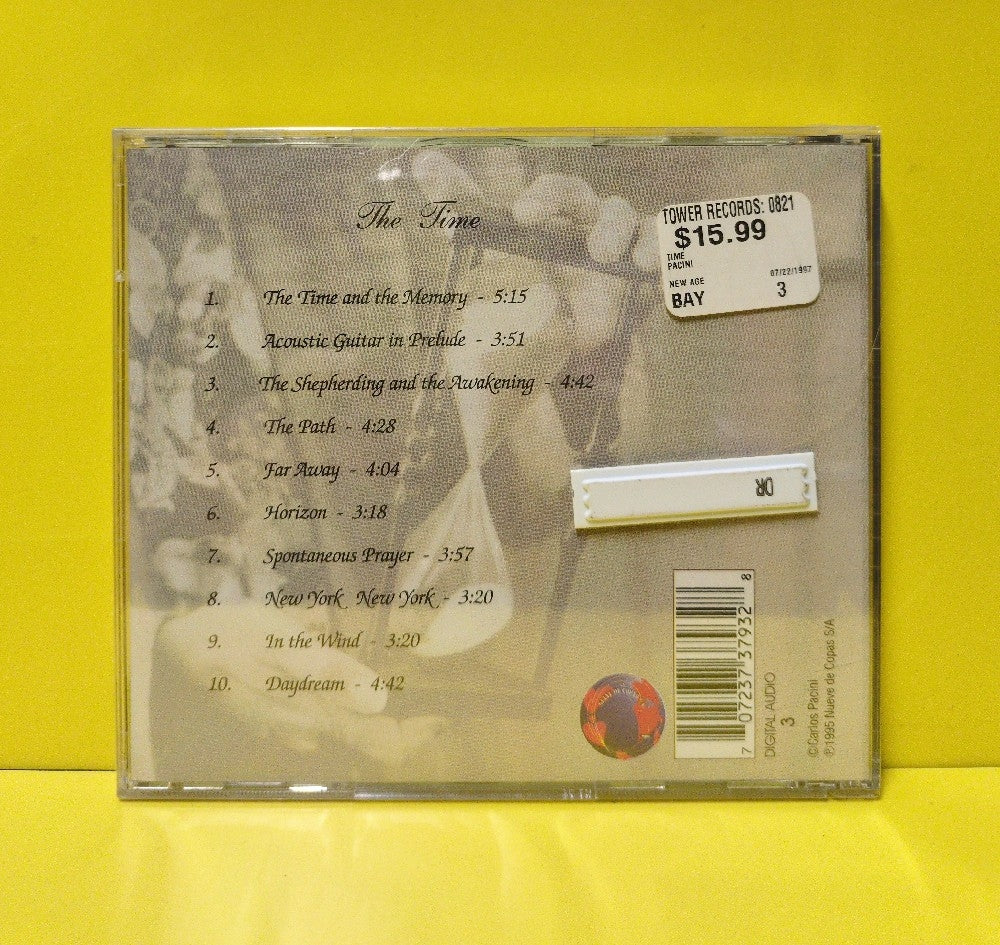 The Time
TOWER RECORDS: 0821
$15.99
TIME
PACINI
07/22/1997
NEW AGE
BAY 3
1. The Time and the Memory - 5:15
2. Acoustic Guitar in Prelude - 3:51
3. The Shepherding and the Awakening - 4:42
4. The Path - 4:28
5. Far Away - 4:04
6. Horizon - 3:18
7. Spontaneous Prayer - 3:57
8. New York New York - 3:20
9. In the Wind - 3:20
10. Daydream - 4:42
DR
7 07237 37932 8
DIGITAL AUDIO
3
© Carlos Pacini
℗ 1995 Nueve de Copas S/A